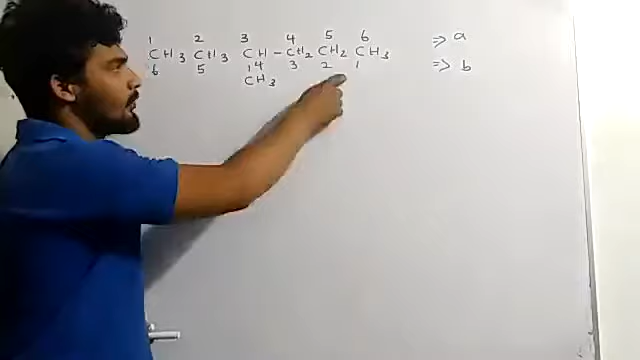 1 2 3 4 5 6
CH3 CH3 CH - CH2 CH2 CH3 => a
6 5 4 3 2 1 => b
CH3